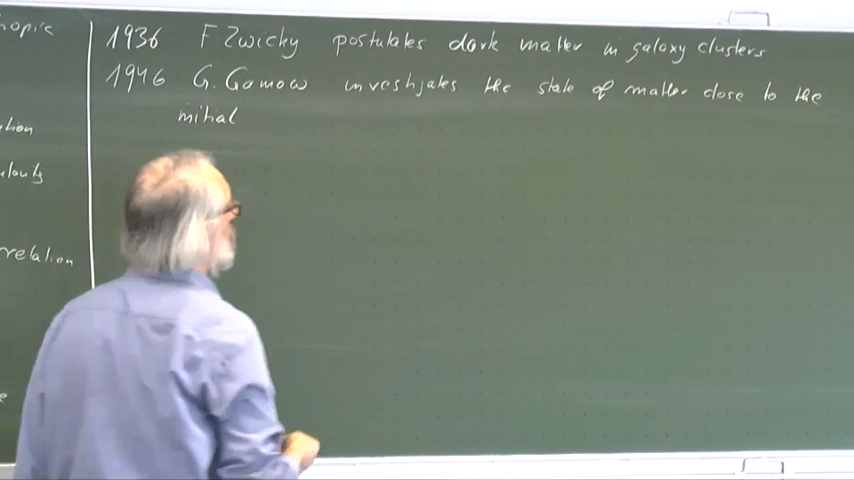 1936 F Zwicky postulates dark matter in galaxy clusters
1946 G. Gamow investigates the state of matter close to the
initial
relation